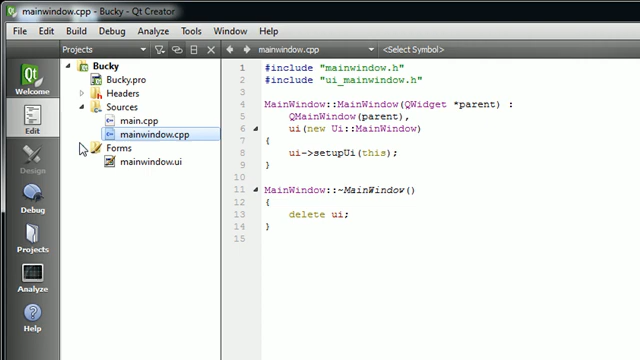 mainwindow.cpp - Bucky - Qt Creator
File Edit Build Debug Analyze Tools Window Help
Projects mainwindow.cpp <Select Symbol>
Welcome
Edit
Design
Debug
Projects
Analyze
Help
Bucky
Bucky.pro
Headers
Sources
main.cpp
mainwindow.cpp
Forms
mainwindow.ui
1 #include "mainwindow.h"
2 #include "ui_mainwindow.h"
3
4 MainWindow::MainWindow(QWidget *parent) :
5 QMainWindow(parent),
6 ui(new Ui::MainWindow)
7 {
8 ui->setupUi(this);
9 }
10
11 MainWindow::~MainWindow()
12 {
13 delete ui;
14 }
15